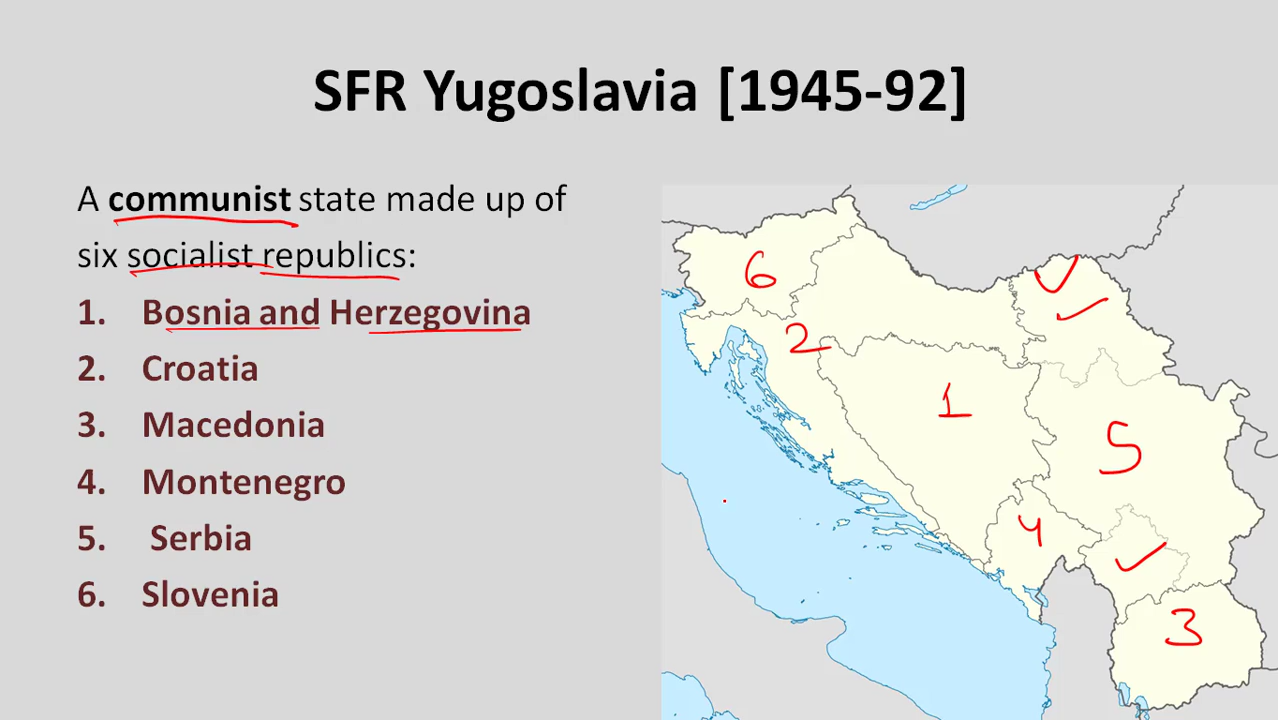 SFR Yugoslavia [1945-92]
A communist state made up of
six socialist republics:
1. Bosnia and Herzegovina
2. Croatia
3. Macedonia
4. Montenegro
5. Serbia
6. Slovenia
6
2
1
5
4
3